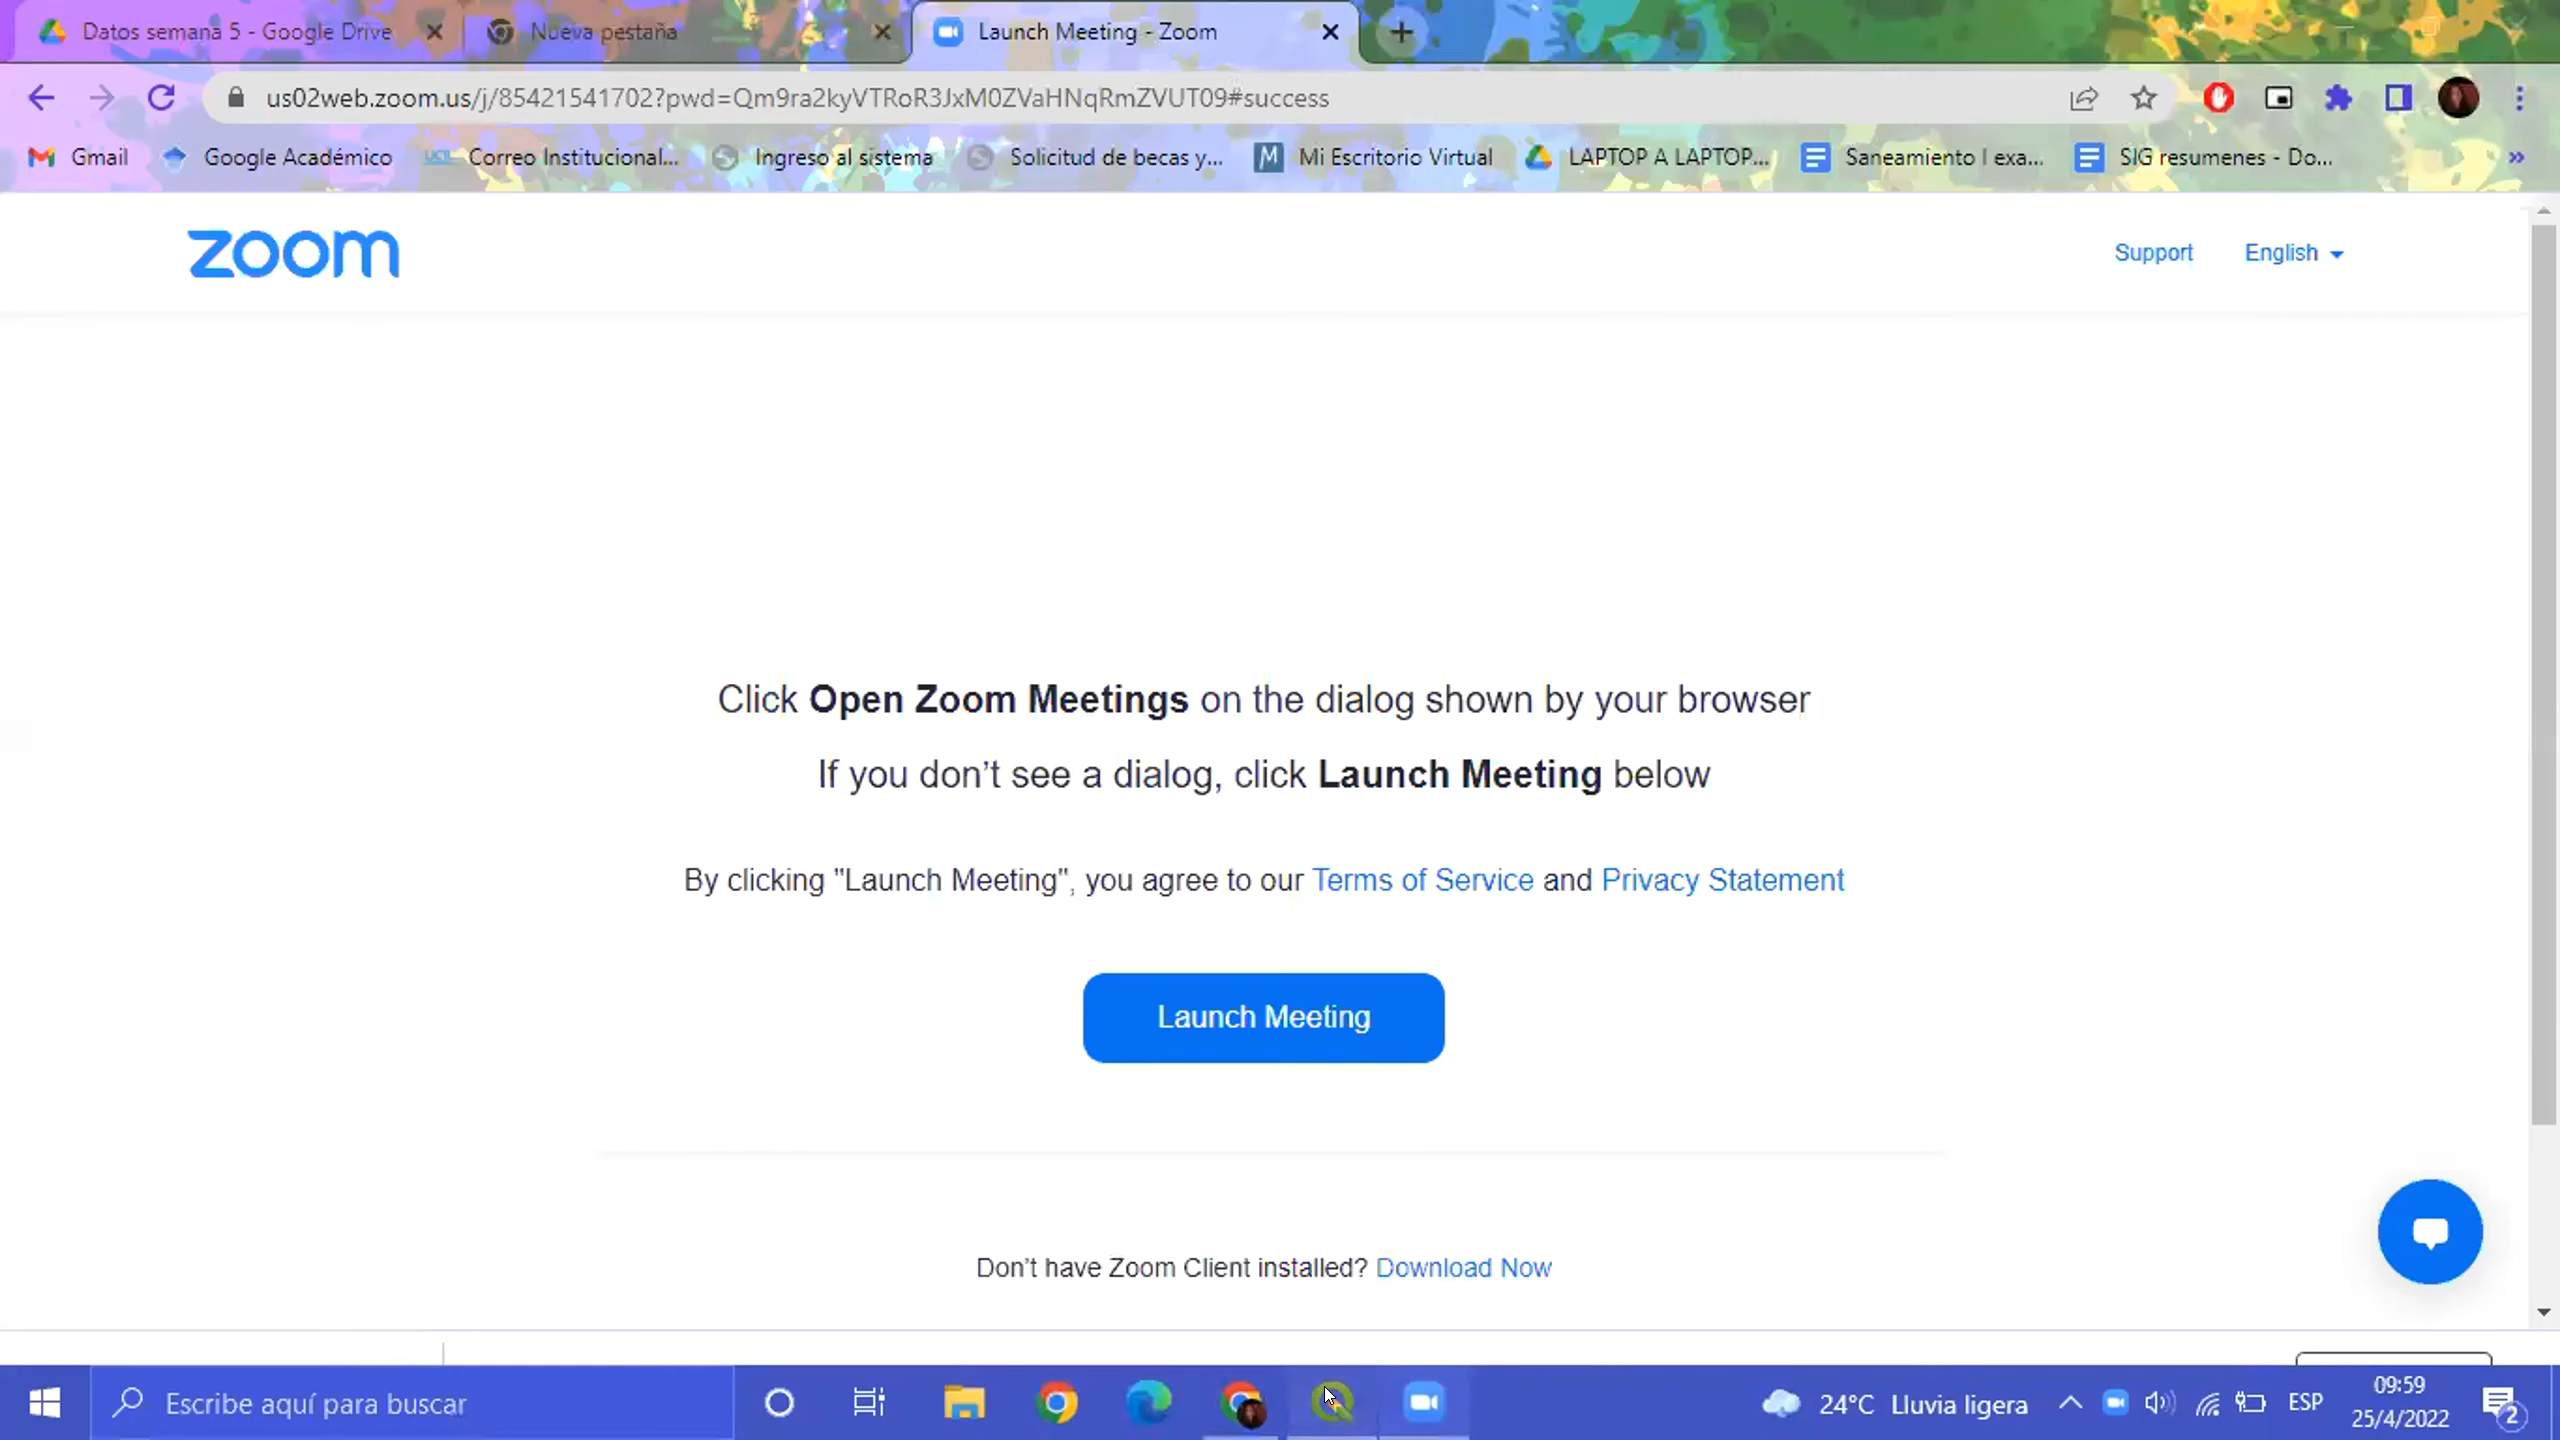 Datos semana 5 - Google Drive
Nueva pestaña
Launch Meeting - Zoom
us02web.zoom.us/j/85421541702?pwd=Qm9ra2kyVTRoR3JxM0ZVaHNqRmZVUT09#success
Gmail
Google Académico
UCR
Correo Institucional...
Ingreso al sistema
Solicitud de becas y...
Mi Escritorio Virtual
LAPTOP A LAPTOP...
Saneamiento I exa...
SIG resumenes - Do...
zoom
Support
English
Click Open Zoom Meetings on the dialog shown by your browser
If you don’t see a dialog, click Launch Meeting below
By clicking "Launch Meeting", you agree to our Terms of Service and Privacy Statement
Launch Meeting
Don’t have Zoom Client installed? Download Now
Escribe aquí para buscar
24°C Lluvia ligera
ESP
09:59
25/4/2022
2